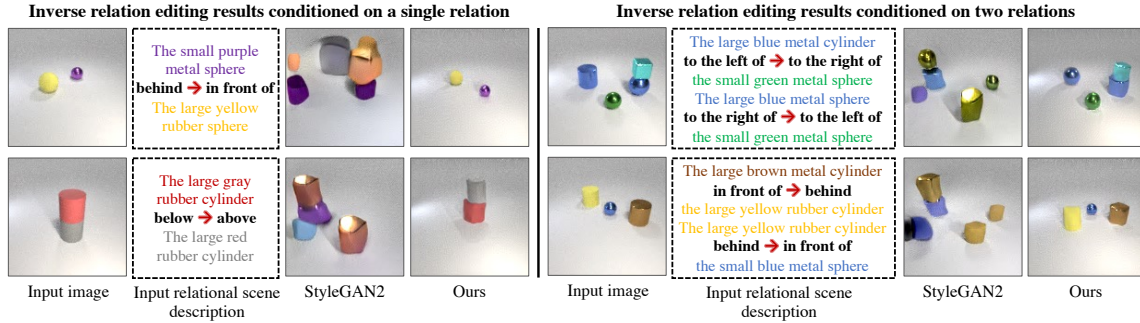 Inverse relation editing results conditioned on a single relation
The small purple
metal sphere
behind → in front of
The large yellow
rubber sphere
The large gray
rubber cylinder
below → above
The large red
rubber cylinder
Input image
Input relational scene
description
StyleGAN2
Ours
Inverse relation editing results conditioned on two relations
The large blue metal cylinder
to the left of → to the right of
the small green metal sphere
The large blue metal sphere
to the right of → to the left of
the small green metal sphere
The large brown metal cylinder
in front of → behind
the large yellow rubber cylinder
The large yellow rubber cylinder
behind → in front of
the small blue metal sphere
Input image
Input relational scene
description
StyleGAN2
Ours